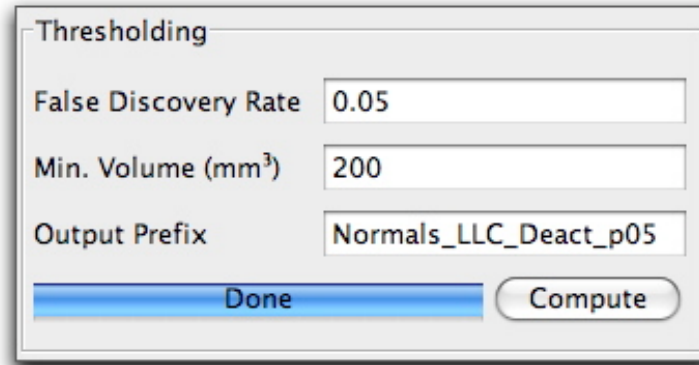 Thresholding
False Discovery Rate 0.05
Min. Volume (mm³) 200
Output Prefix Normals_LLC_Deact_p05
Done Compute